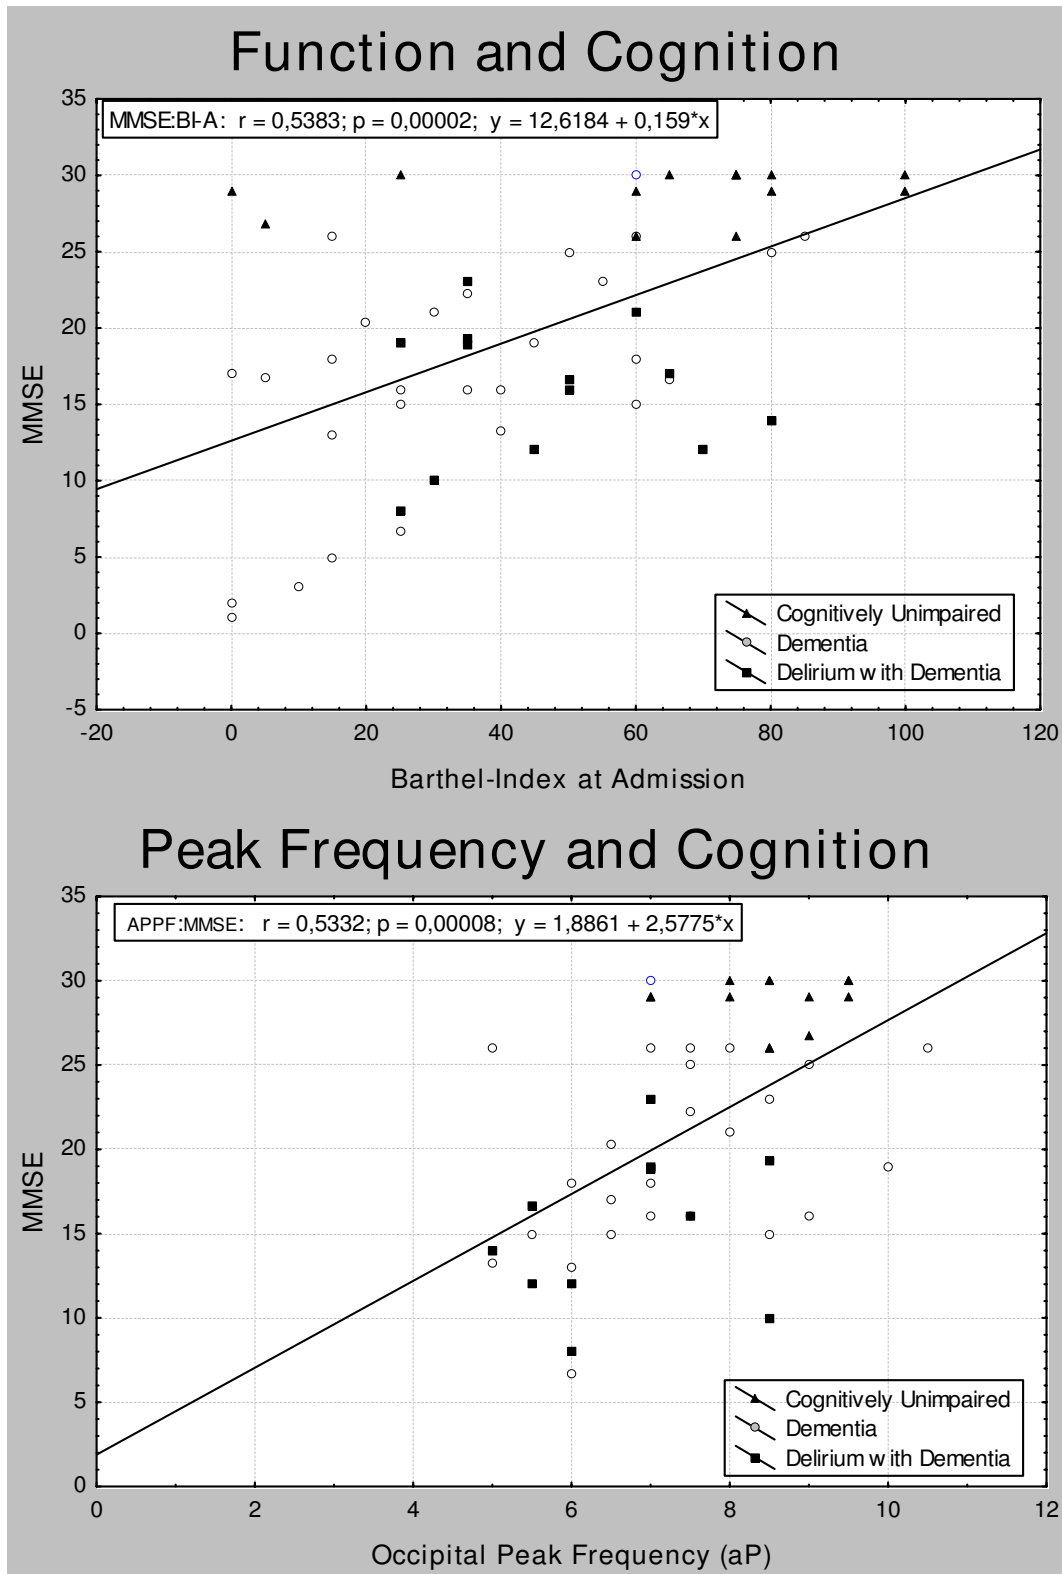 Function and Cognition
MMSE:BI-A: r = 0,5383; p = 0,00002; y = 12,6184 + 0,159*x
35
30
25
20
15
10
5
0
-5
MMSE
Cognitively Unimpaired
Dementia
Delirium with Dementia
-20 0 20 40 60 80 100 120
Barthel-Index at Admission
Peak Frequency and Cognition
APPF:MMSE: r = 0,5332; p = 0,00008; y = 1,8861 + 2,5775*x
35
30
25
20
15
10
5
0
MMSE
Cognitively Unimpaired
Dementia
Delirium with Dementia
0 2 4 6 8 10 12
Occipital Peak Frequency (aP)